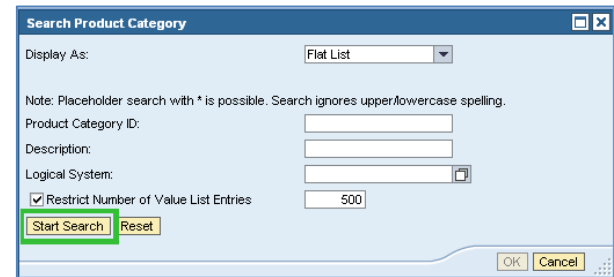 Search Product Category
Display As: Flat List
Note: Placeholder search with * is possible. Search ignores upper/lowercase spelling.
Product Category ID:
Description:
Logical System:
Restrict Number of Value List Entries 500
Start Search Reset
OK Cancel